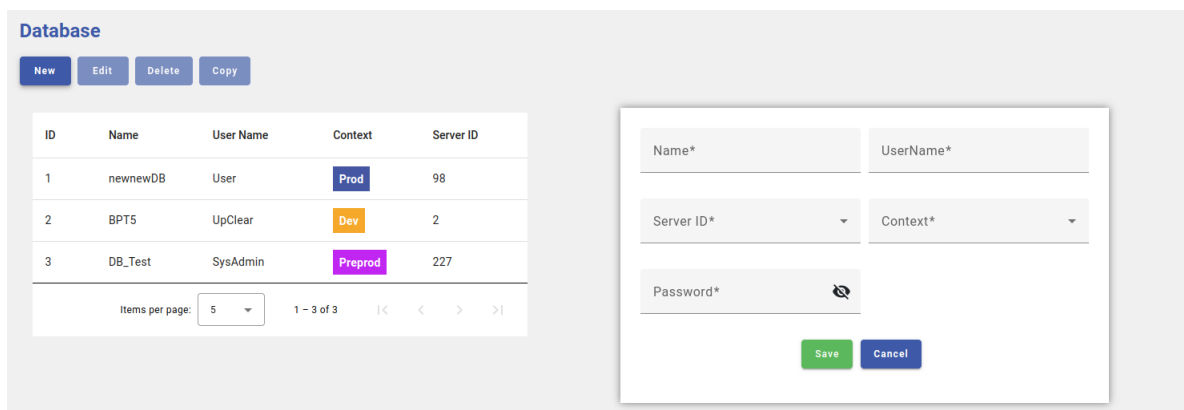 Database
New Edit Delete Copy
ID Name User Name Context Server ID
1 newnewDB User Prod 98
2 BPT5 UpClear Dev 2
3 DB_Test SysAdmin Preprod 227
Items per page: 5 1 – 3 of 3
Name* UserName*
Server ID* Context*
Password*
Save Cancel